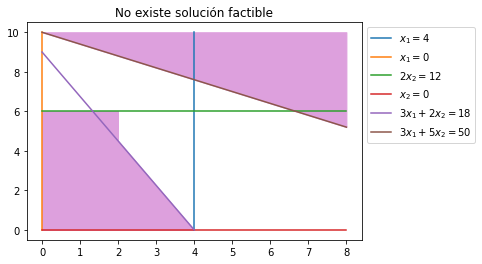 No existe solución factible
10
8
6
4
2
0
0 1 2 3 4 5 6 7 8
x₁ = 4
x₁ = 0
2x₂ = 12
x₂ = 0
3x₁ + 2x₂ = 18
3x₁ + 5x₂ = 50